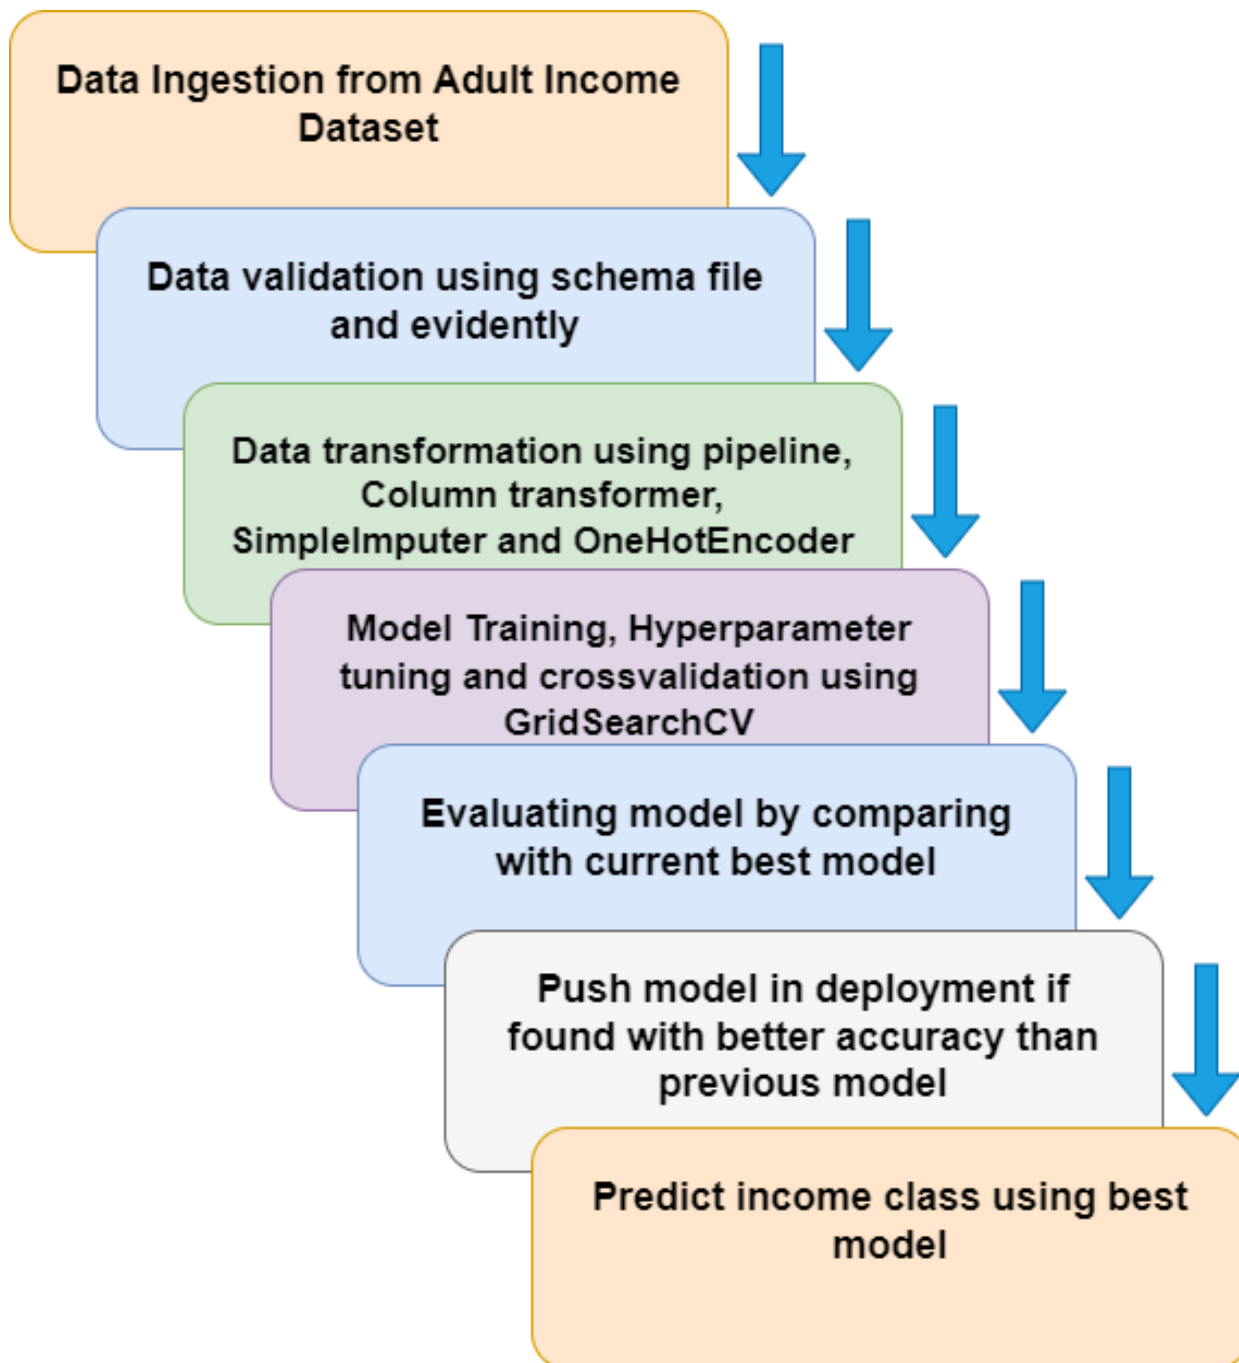 Data Ingestion from Adult Income
Dataset
Data validation using schema file
and evidently
Data transformation using pipeline,
Column transformer,
SimpleImputer and OneHotEncoder
Model Training, Hyperparameter
tuning and crossvalidation using
GridSearchCV
Evaluating model by comparing
with current best model
Push model in deployment if
found with better accuracy than
previous model
Predict income class using best
model